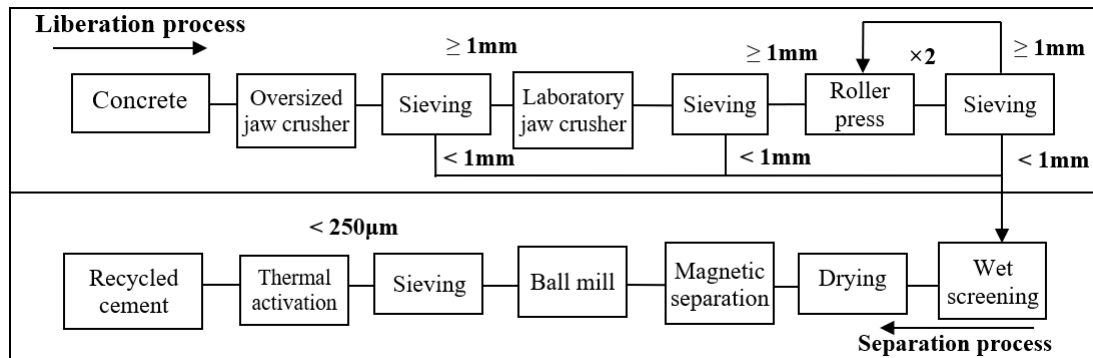 Liberation process
≥ 1mm
≥ 1mm
×2
≥ 1mm
Concrete
Oversized
jaw crusher
Sieving
Laboratory
jaw crusher
Sieving
Roller
press
Sieving
< 1mm
< 1mm
< 1mm
< 250µm
Recycled
cement
Thermal
activation
Sieving
Ball mill
Magnetic
separation
Drying
Wet
screening
Separation process